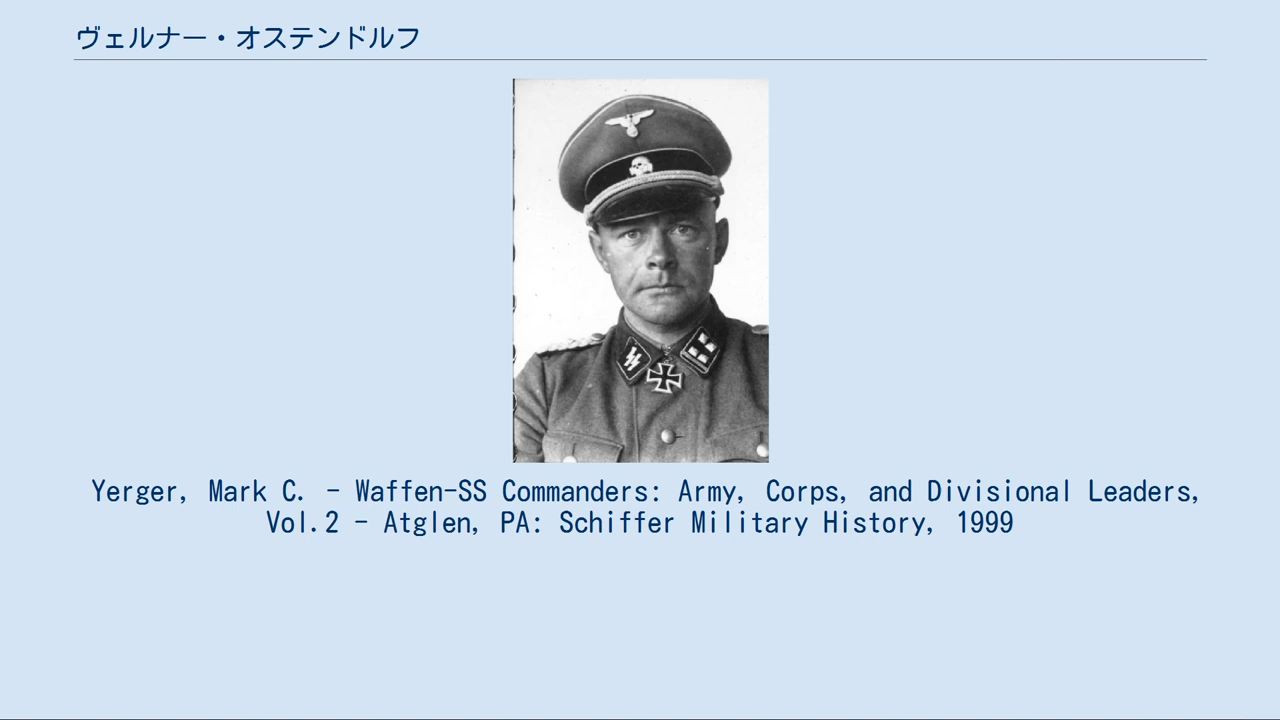 ヴェルナー・オステンドルフ
Yerger, Mark C. - Waffen-SS Commanders: Army, Corps, and Divisional Leaders,
Vol.2 - Atglen, PA: Schiffer Military History, 1999